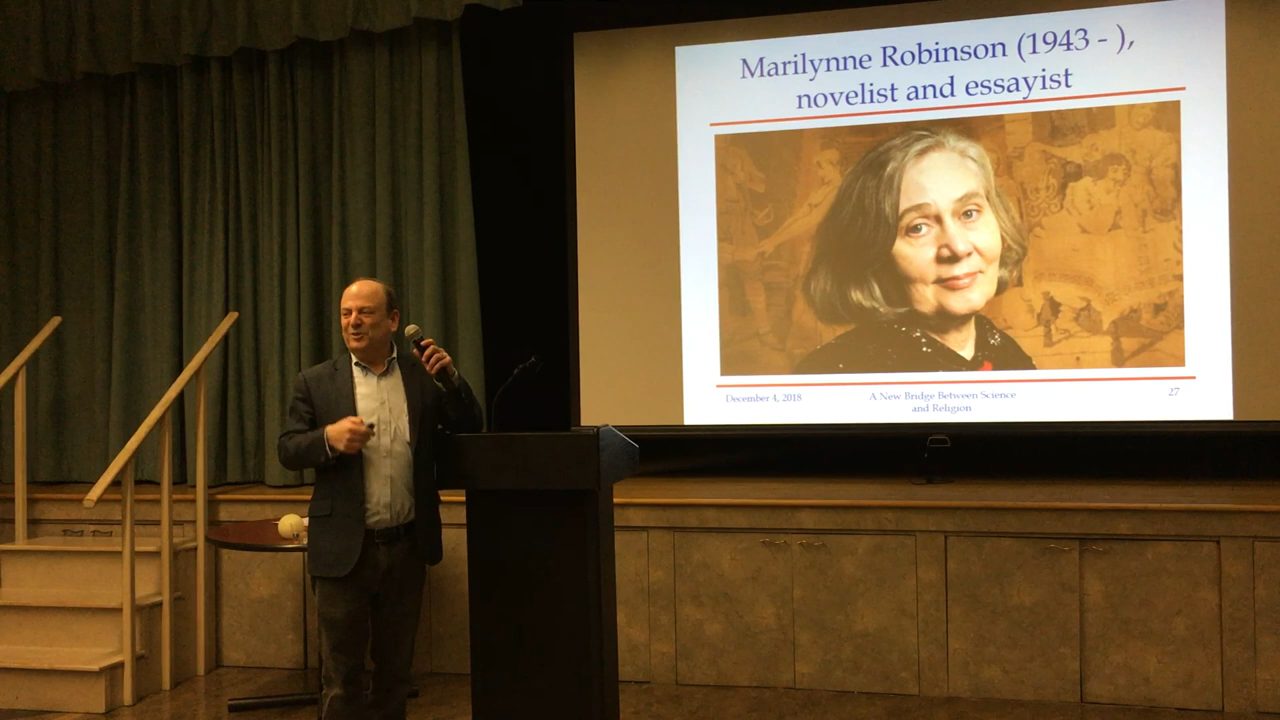 Marilynne Robinson (1943 - ),
novelist and essayist
December 4, 2018
A New Bridge Between Science
and Religion
27